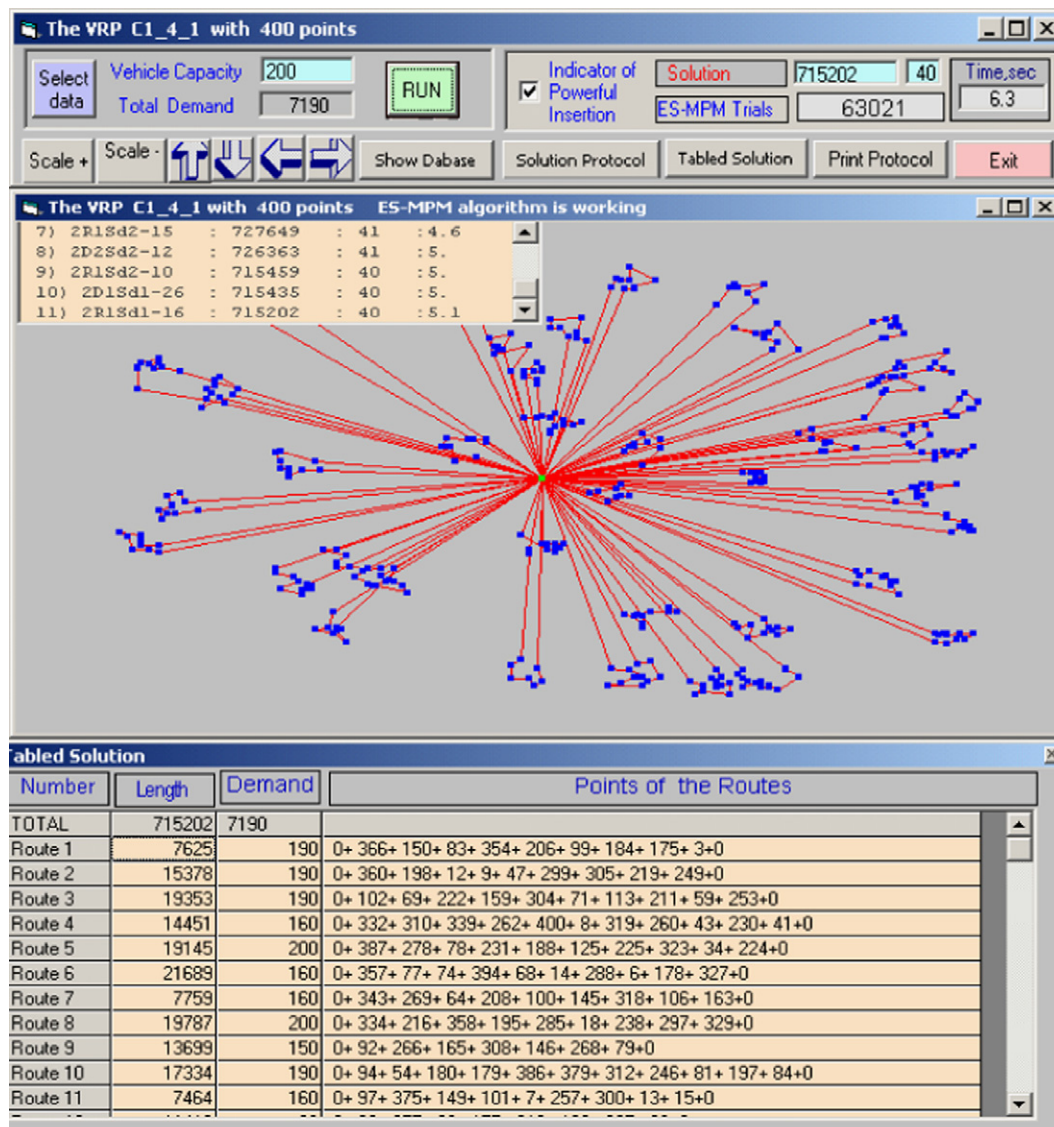 The VRP C1_4_1 with 400 points
Select data
Vehicle Capacity 200
Total Demand 7190
RUN
Indicator of Powerful Insertion
Solution 715202 40
ES-MPM Trials 63021
Time,sec
6.3
Scale + Scale - Show Dabase Solution Protocol Tabled Solution Print Protocol Exit
The VRP C1_4_1 with 400 points ES-MPM algorithm is working
7) 2R1Sd2-15 : 727649 : 41 :4.6
8) 2D2Sd2-12 : 726363 : 41 :5.
9) 2R1Sd2-10 : 715459 : 40 :5.
10) 2D1Sd1-26 : 715435 : 40 :5.
11) 2R1Sd1-16 : 715202 : 40 :5.1
abled Solution
Number Length Demand Points of the Routes
TOTAL 715202 7190
Route 1 7625 190 0+ 366+ 150+ 83+ 354+ 206+ 99+ 184+ 175+ 3+0
Route 2 15378 190 0+ 360+ 198+ 12+ 9+ 47+ 299+ 305+ 219+ 249+0
Route 3 19353 190 0+ 102+ 69+ 222+ 159+ 304+ 71+ 113+ 211+ 59+ 253+0
Route 4 14451 160 0+ 332+ 310+ 339+ 262+ 400+ 8+ 319+ 260+ 43+ 230+ 41+0
Route 5 19145 200 0+ 387+ 278+ 78+ 231+ 188+ 125+ 225+ 323+ 34+ 224+0
Route 6 21689 160 0+ 357+ 77+ 74+ 394+ 68+ 14+ 288+ 6+ 178+ 327+0
Route 7 7759 160 0+ 343+ 269+ 64+ 208+ 100+ 145+ 318+ 106+ 163+0
Route 8 19787 200 0+ 334+ 216+ 358+ 195+ 285+ 18+ 238+ 297+ 329+0
Route 9 13699 150 0+ 92+ 266+ 165+ 308+ 146+ 268+ 79+0
Route 10 17334 190 0+ 94+ 54+ 180+ 179+ 386+ 379+ 312+ 246+ 81+ 197+ 84+0
Route 11 7464 160 0+ 97+ 375+ 149+ 101+ 7+ 257+ 300+ 13+ 15+0